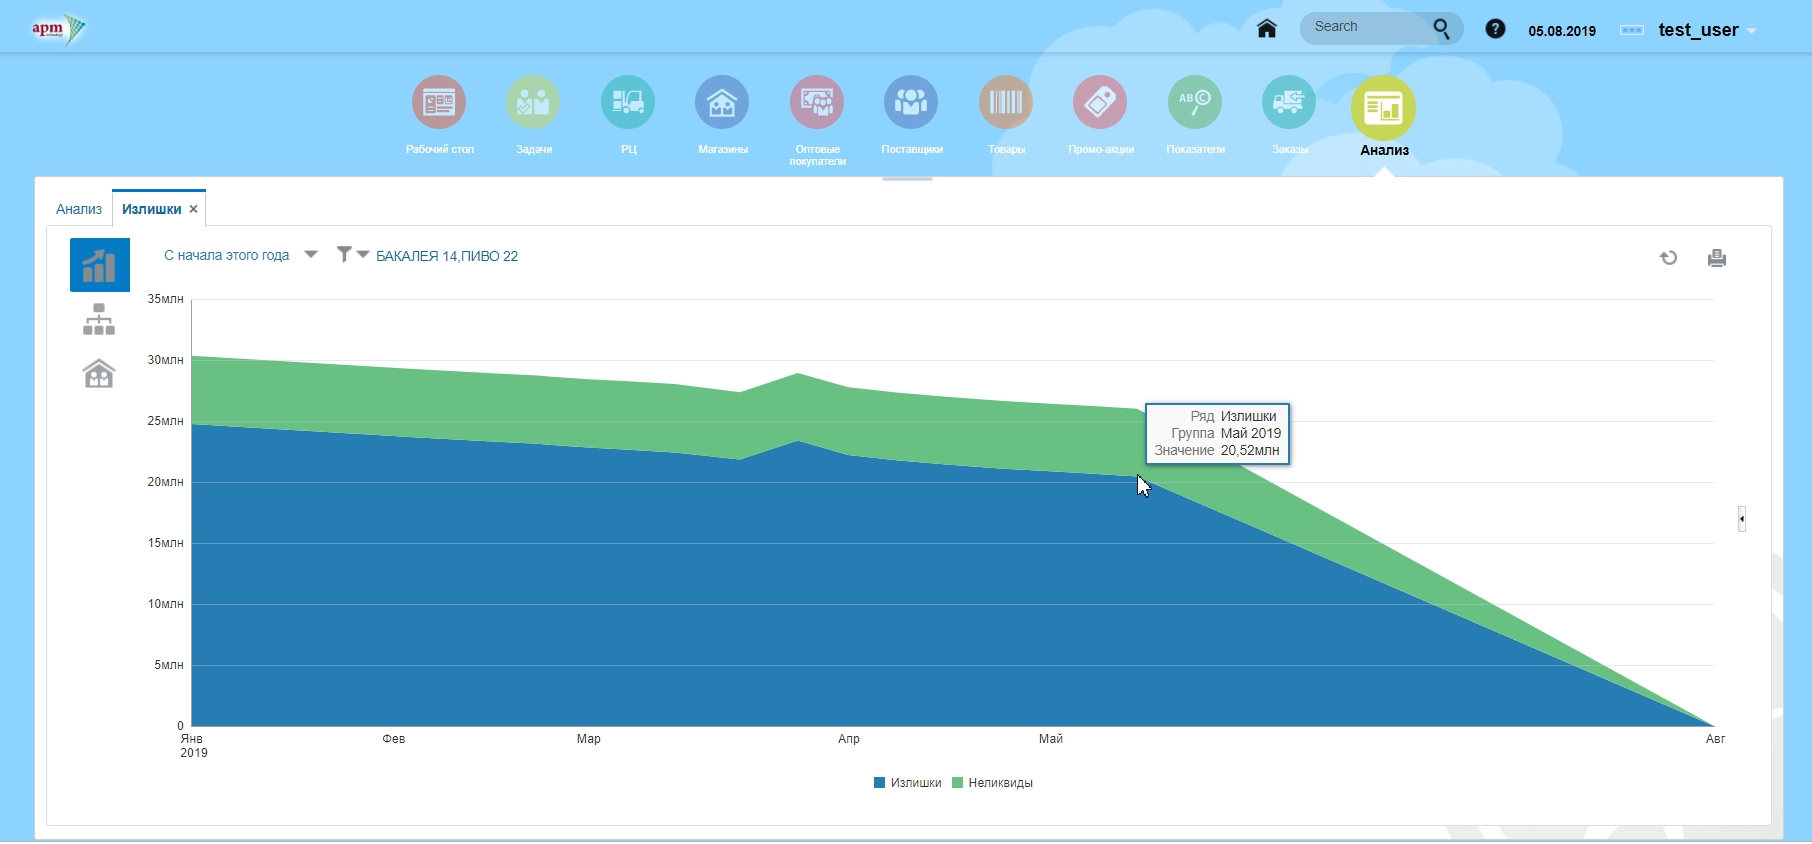 apm
technology
Search
05.08.2019
test_user
Рабочий стол
Задачи
РЦ
Магазины
Оптовые
покупатели
Поставщики
Товары
Промо-акции
Показатели
Заказы
Анализ
Анализ
Излишки
С начала этого года
БАКАЛЕЯ 14,ПИВО 22
35млн
30млн
25млн
20млн
15млн
10млн
5млн
0
Ряд Излишки
Группа Май 2019
Значение 20,52млн
Янв
2019
Фев
Мар
Апр
Май
Авг
Излишки
Неликвиды